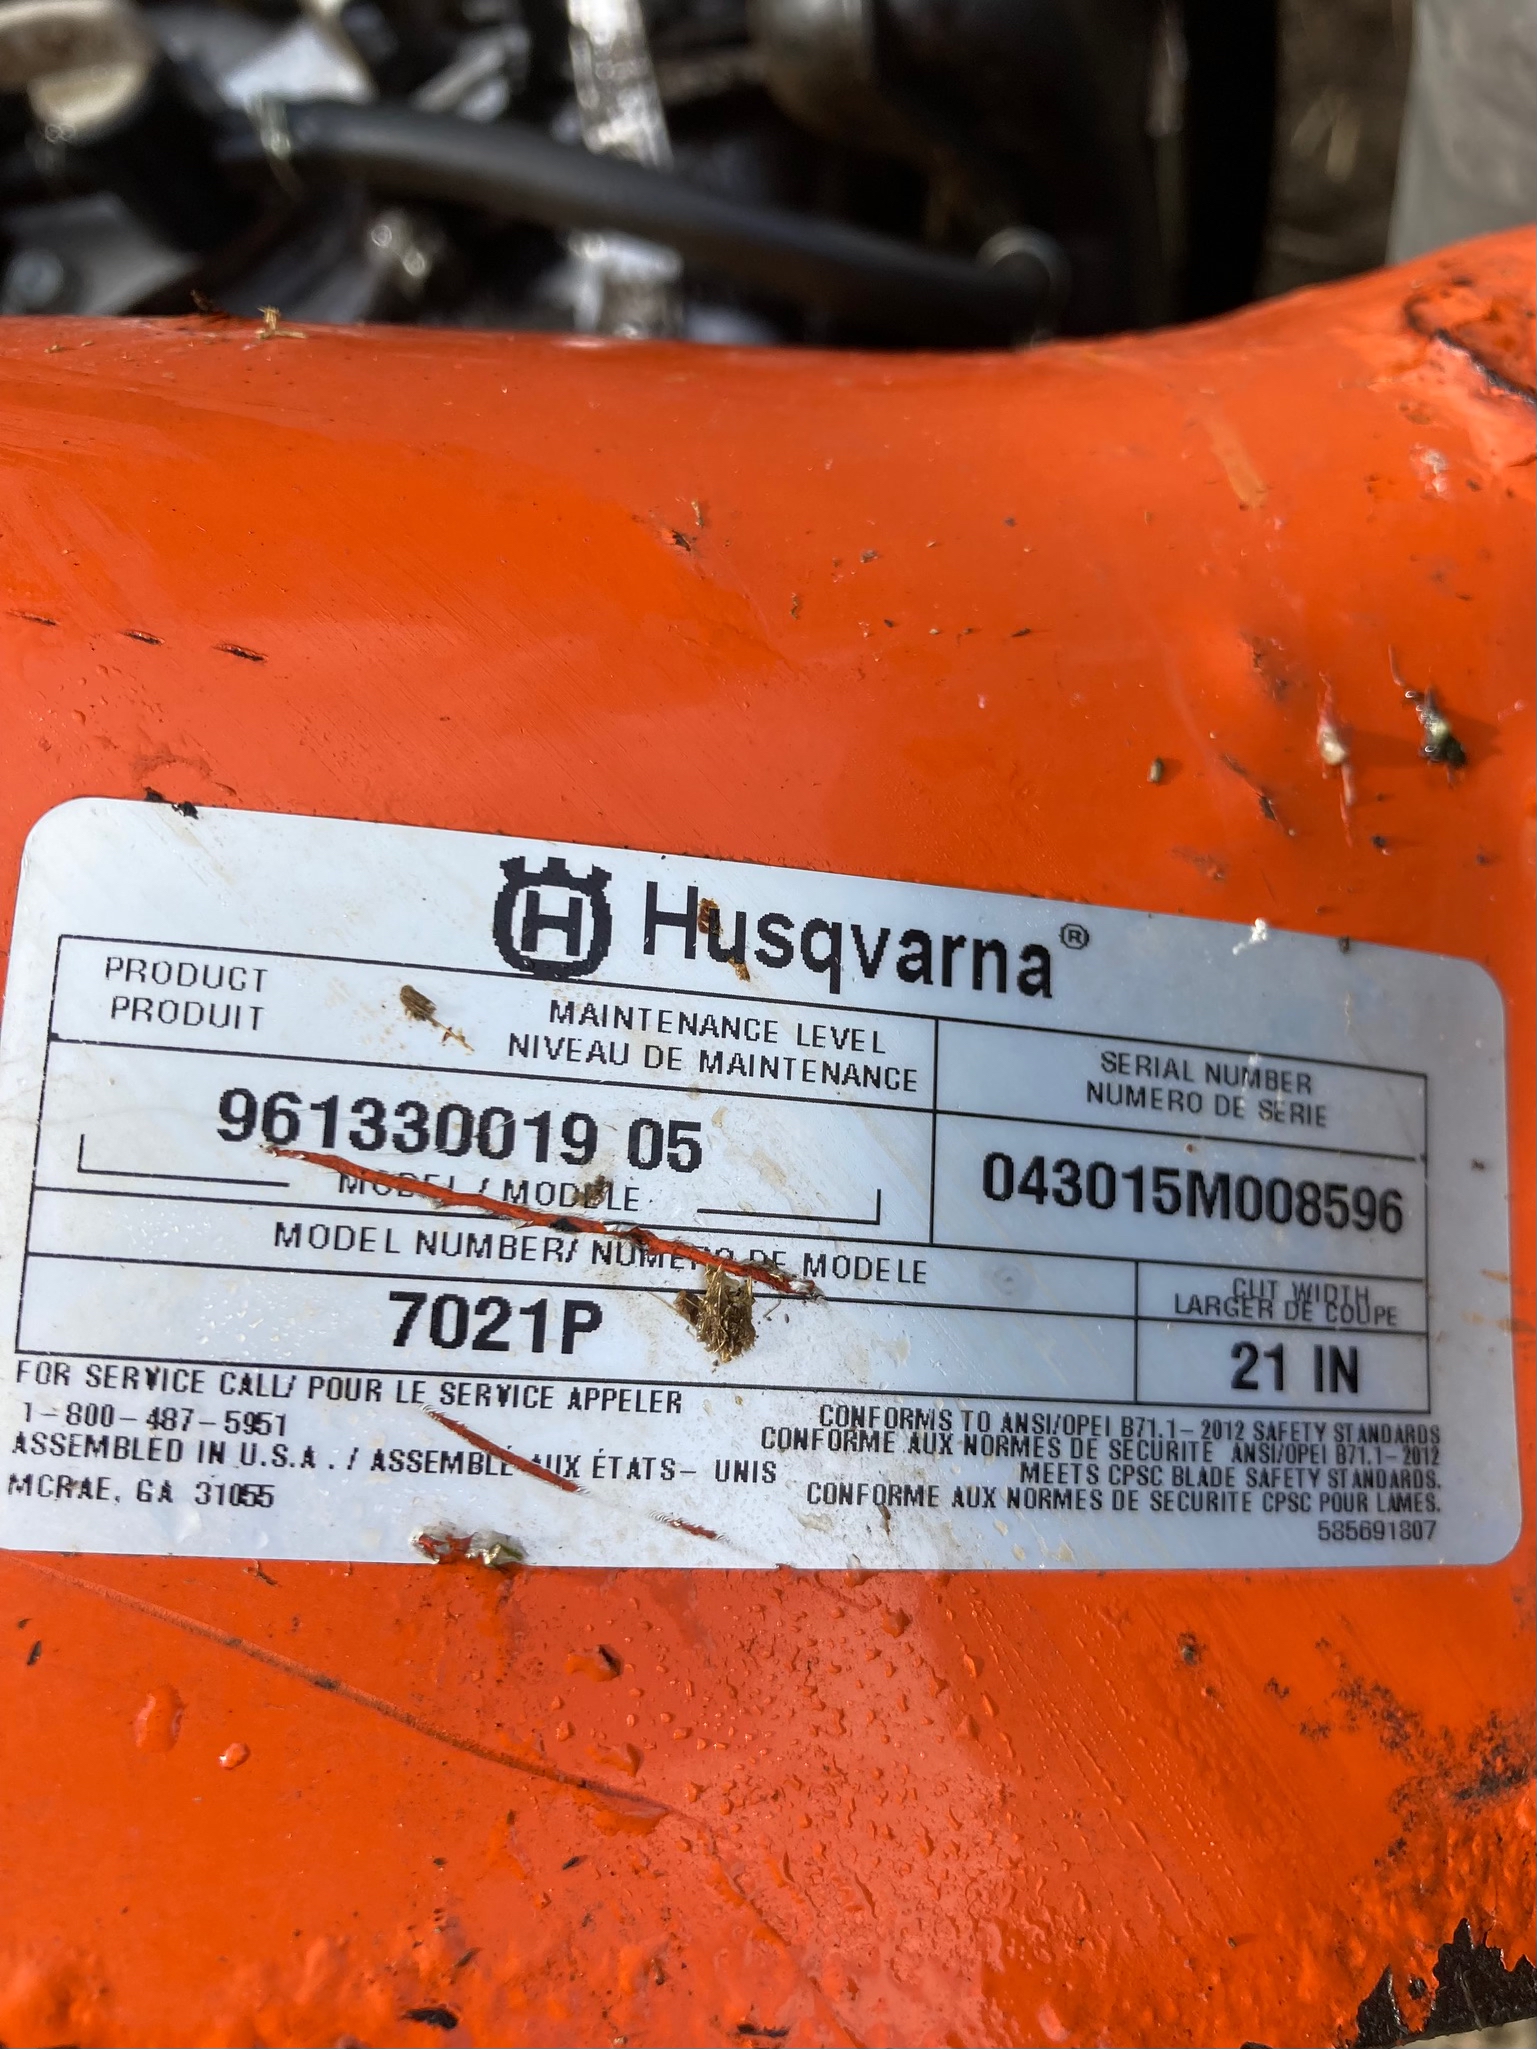 H Husqvarna®
PRODUCT
PRODUIT
MAINTENANCE LEVEL
NIVEAU DE MAINTENANCE
SERIAL NUMBER
NUMERO DE SERIE
961330019 05
MODEL / MODELE
043015M008596
MODEL NUMBER/ NUMERO DE MODELE
7021P
CUT WIDTH
LARGER DE COUPE
21 IN
FOR SERVICE CALL/ POUR LE SERVICE APPELER
1-800-487-5951
ASSEMBLED IN U.S.A. / ASSEMBLÉ AUX ÉTATS- UNIS
MCRAE, GA 31055
CONFORMS TO ANSI/OPEI B71.1-2012 SAFETY STANDARDS
CONFORME AUX NORMES DE SECURITE ANSI/OPEI B71.1-2012
MEETS CPSC BLADE SAFETY STANDARDS.
CONFORME AUX NORMES DE SECURITE CPSC POUR LAMES.
585691807